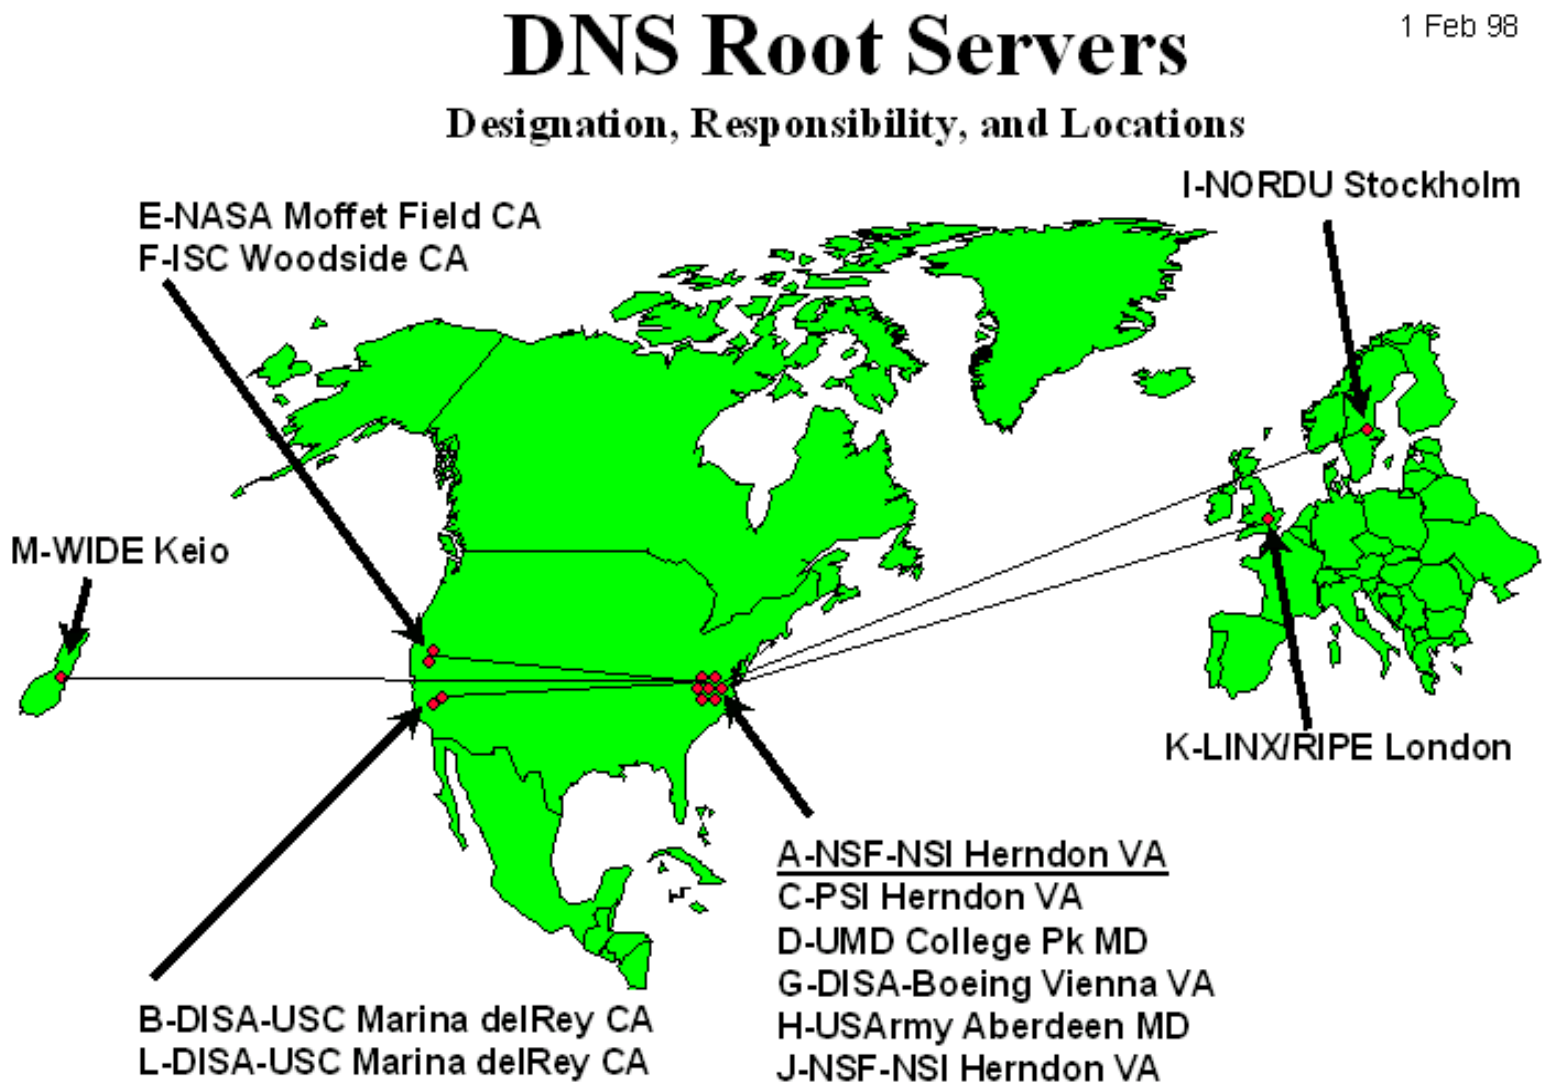 DNS Root Servers
1 Feb 98
Designation, Responsibility, and Locations
I-NORDU Stockholm
E-NASA Moffet Field CA
F-ISC Woodside CA
M-WIDE Keio
K-LINX/RIPE London
A-NSF-NSI Herndon VA
C-PSI Herndon VA
D-UMD College Pk MD
G-DISA-Boeing Vienna VA
H-USArmy Aberdeen MD
J-NSF-NSI Herndon VA
B-DISA-USC Marina delRey CA
L-DISA-USC Marina delRey CA